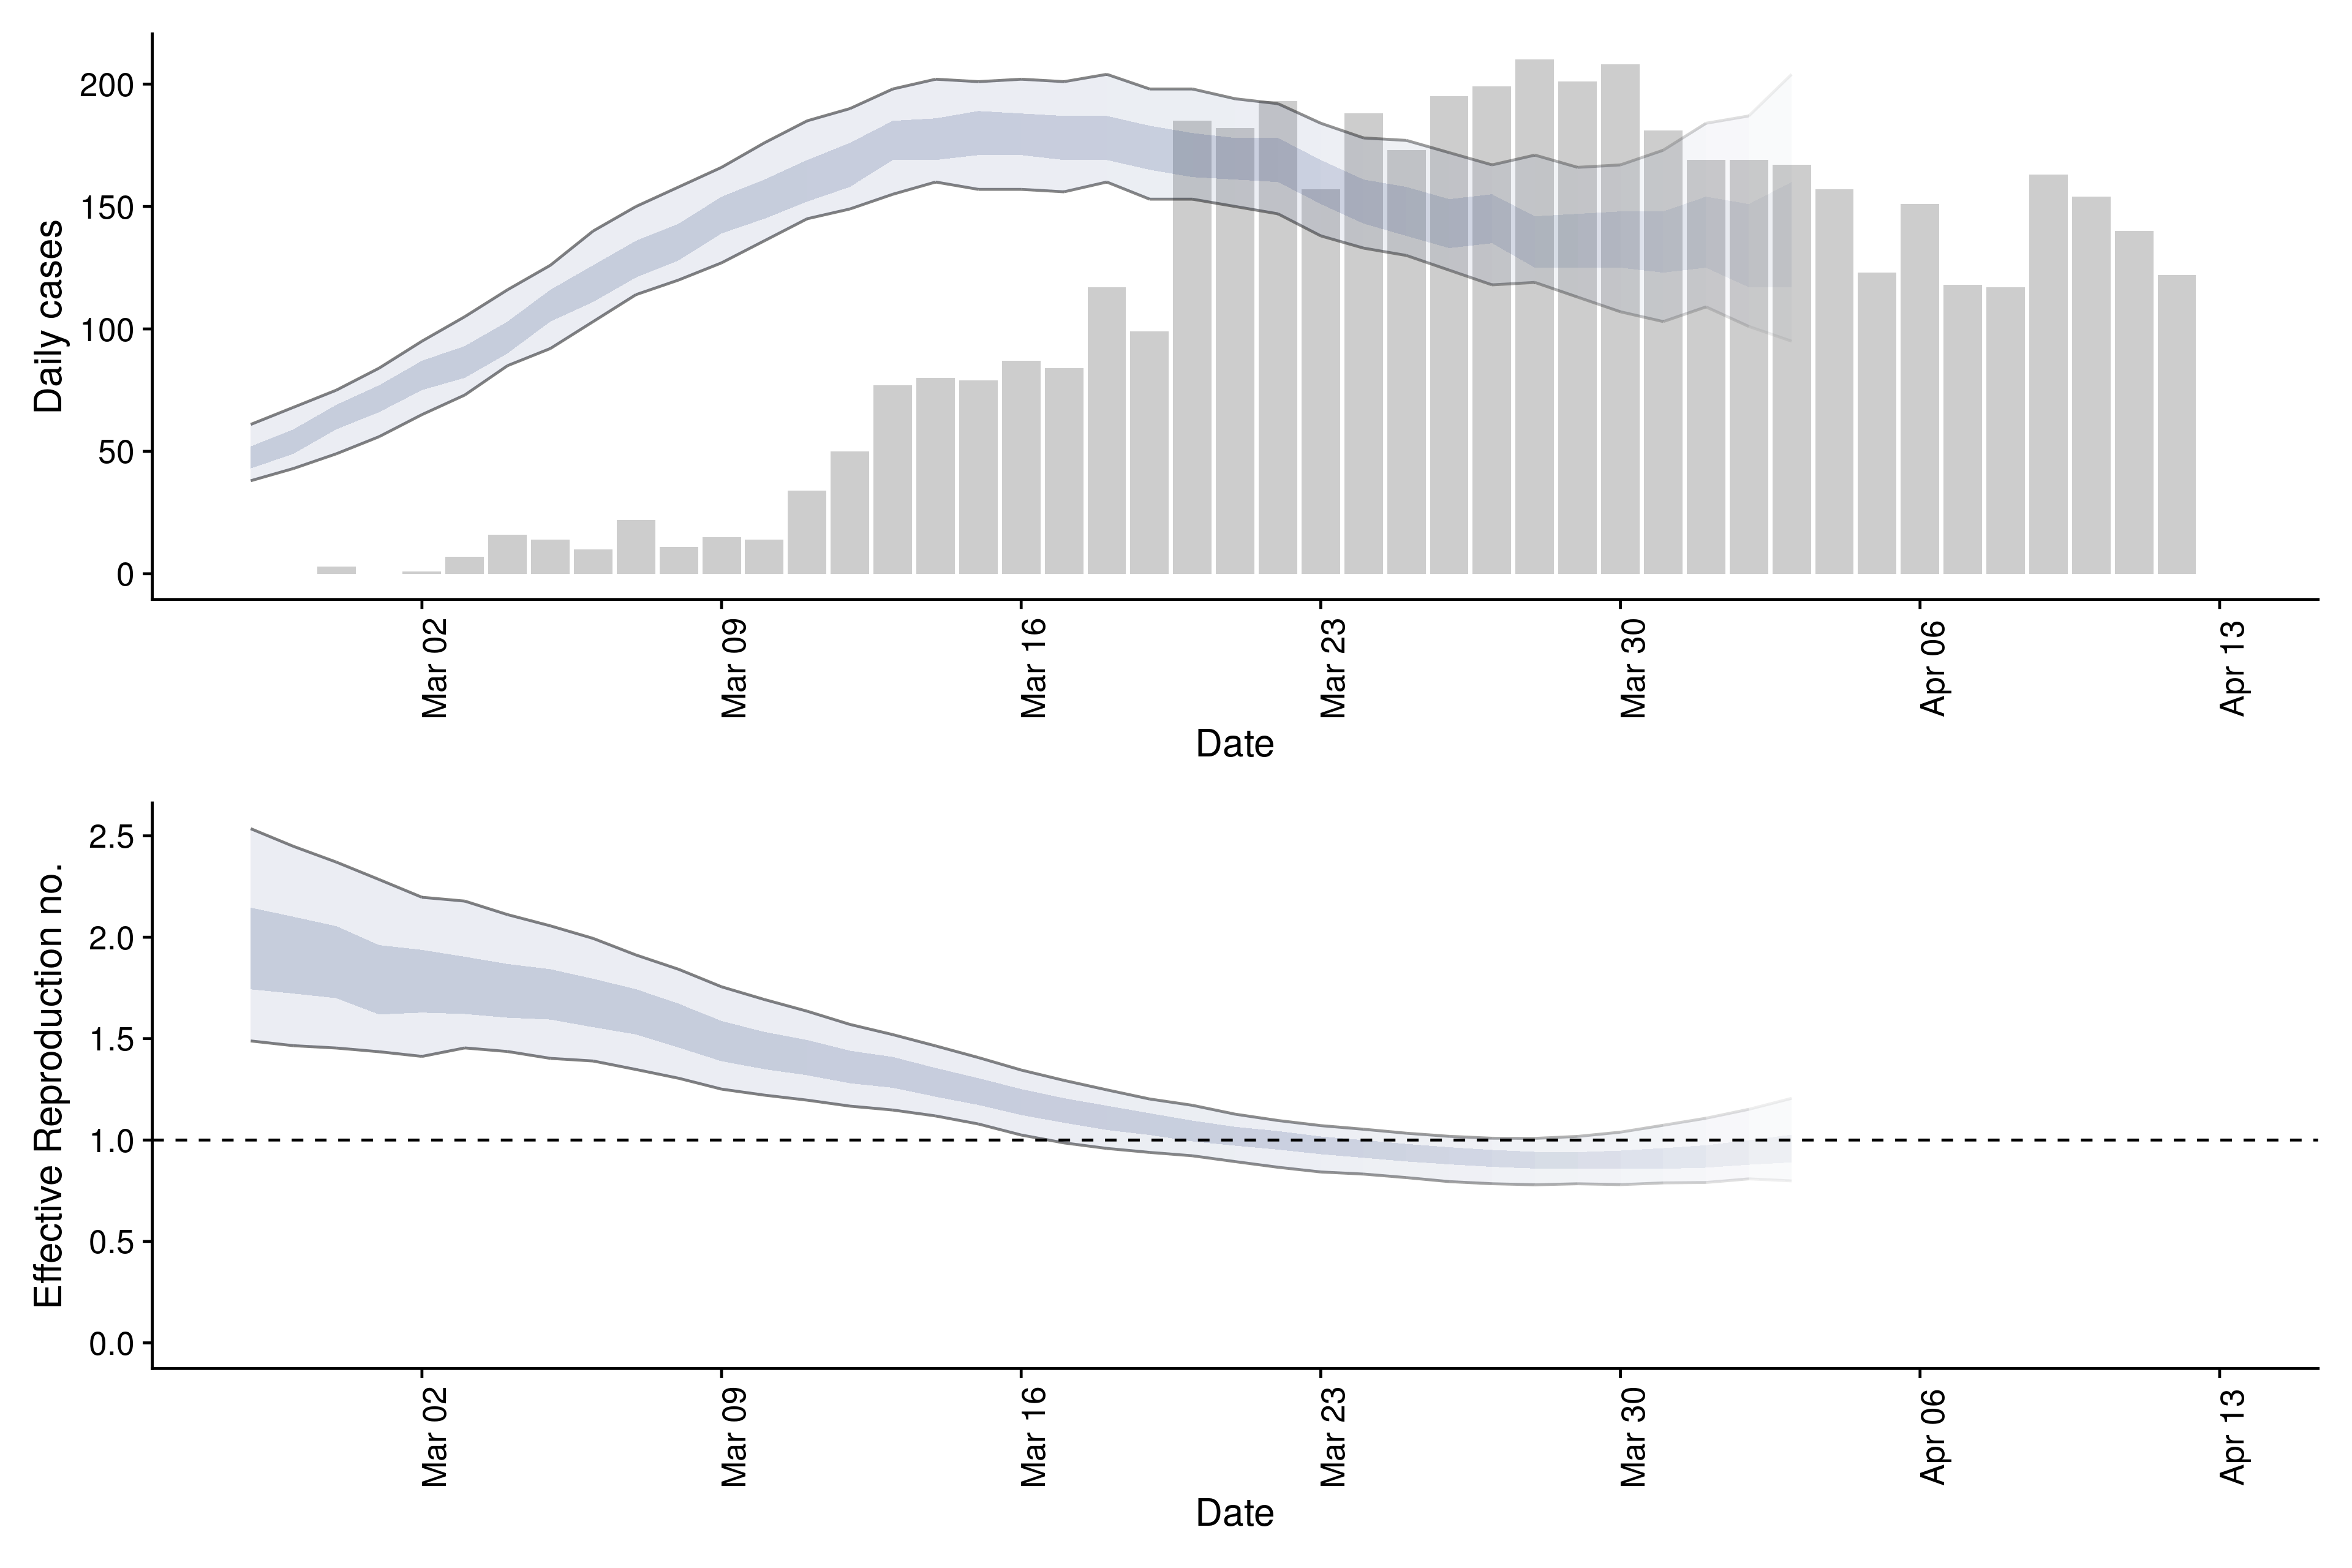 Daily cases
200
150
100
50
0
Mar 02
Mar 09
Mar 16
Mar 23
Mar 30
Apr 06
Apr 13
Date
Effective Reproduction no.
2.5
2.0
1.5
1.0
0.5
0.0
Mar 02
Mar 09
Mar 16
Mar 23
Mar 30
Apr 06
Apr 13
Date